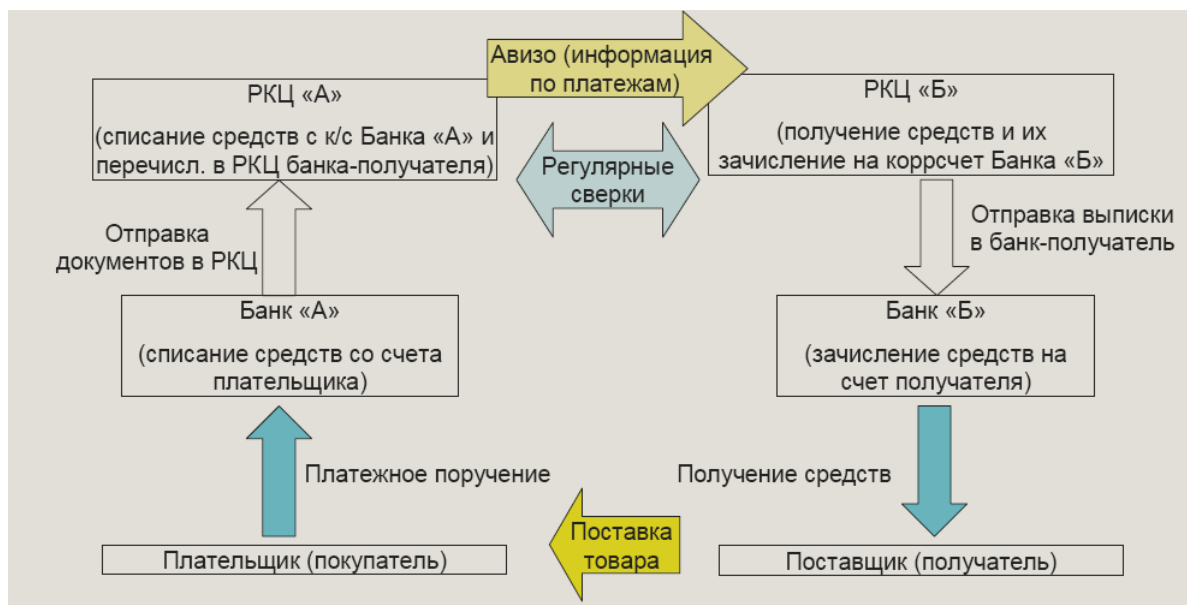 Авизо (информация
по платежам)
РКЦ «А»
(списание средств с к/с Банка «А» и
перечисл. в РКЦ банка-получателя)
РКЦ «Б»
(получение средств и их
зачисление на коррсчет Банка «Б»)
Регулярные
сверки
Отправка
документов в РКЦ
Отправка выписки
в банк-получатель
Банк «А»
(списание средств со счета
плательщика)
Банк «Б»
(зачисление средств на
счет получателя)
Платежное поручение
Получение средств
Поставка
товара
Плательщик (покупатель)
Поставщик (получатель)